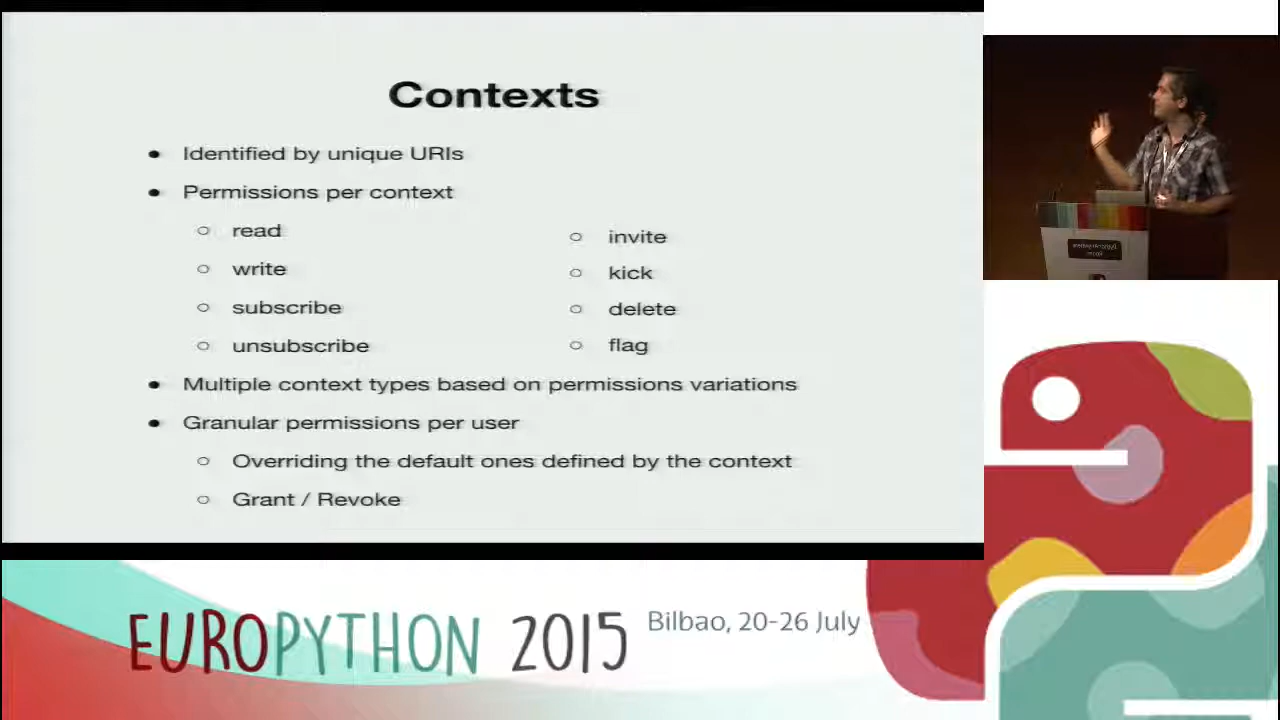 Contexts
Identified by unique URIs
Permissions per context
read
write
subscribe
unsubscribe
invite
kick
delete
flag
Multiple context types based on permissions variations
Granular permissions per user
Overriding the default ones defined by the context
Grant / Revoke
EUROPYTHON 2015
Bilbao, 20-26 July